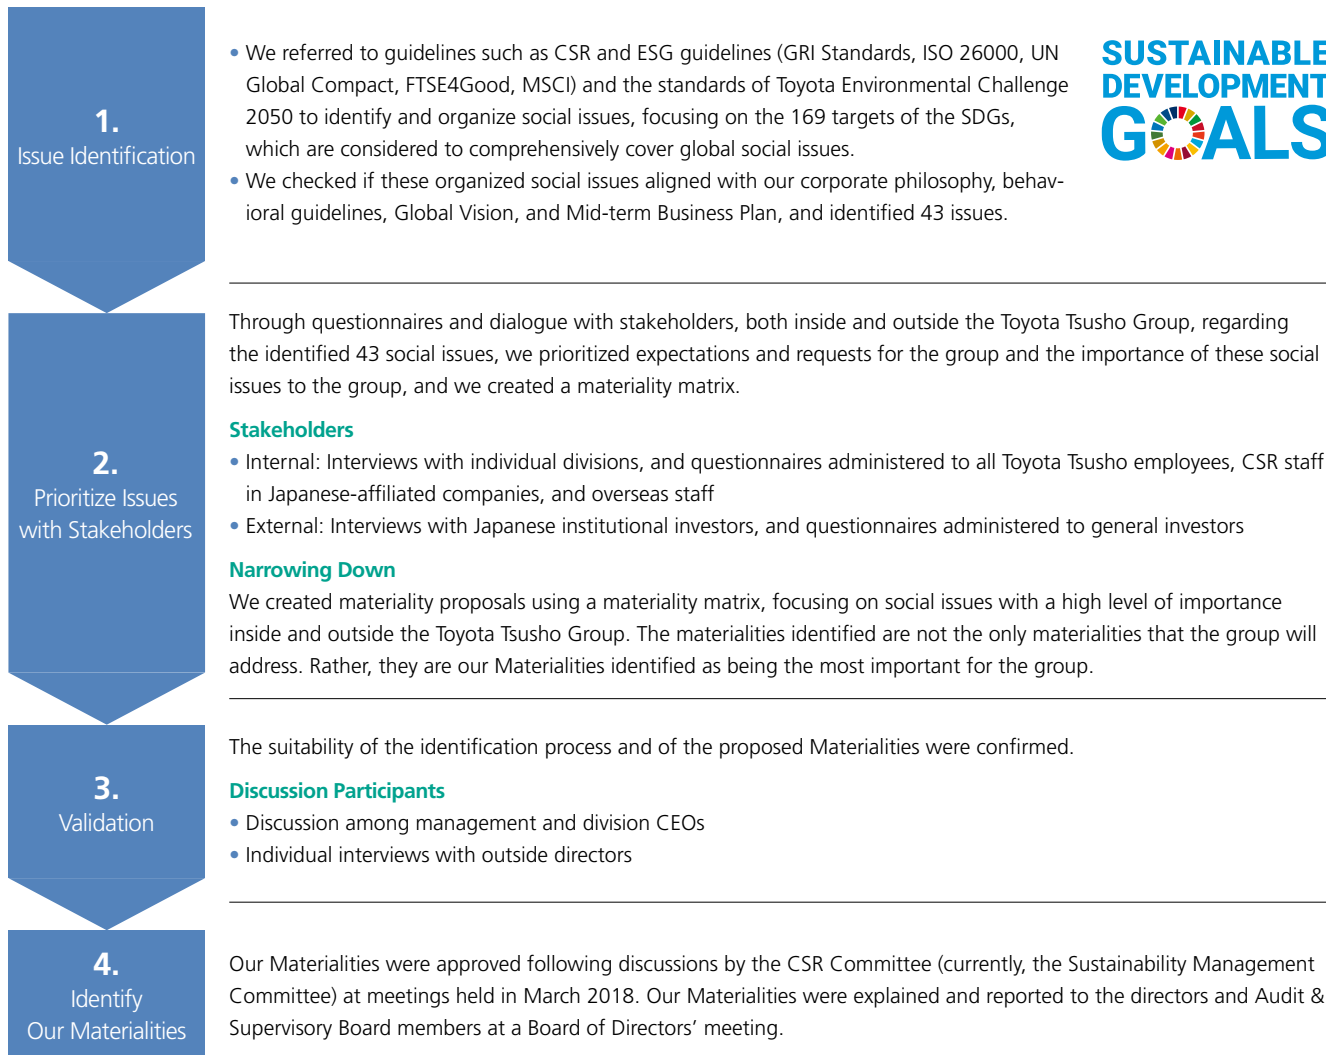 1.
Issue Identification
• We referred to guidelines such as CSR and ESG guidelines (GRI Standards, ISO 26000, UN
Global Compact, FTSE4Good, MSCI) and the standards of Toyota Environmental Challenge
2050 to identify and organize social issues, focusing on the 169 targets of the SDGs,
which are considered to comprehensively cover global social issues.
• We checked if these organized social issues aligned with our corporate philosophy, behav-
ioral guidelines, Global Vision, and Mid-term Business Plan, and identified 43 issues.
SUSTAINABLE
DEVELOPMENT
GOALS
2.
Prioritize Issues
with Stakeholders
Through questionnaires and dialogue with stakeholders, both inside and outside the Toyota Tsusho Group, regarding
the identified 43 social issues, we prioritized expectations and requests for the group and the importance of these social
issues to the group, and we created a materiality matrix.
Stakeholders
• Internal: Interviews with individual divisions, and questionnaires administered to all Toyota Tsusho employees, CSR staff
in Japanese-affiliated companies, and overseas staff
• External: Interviews with Japanese institutional investors, and questionnaires administered to general investors
Narrowing Down
We created materiality proposals using a materiality matrix, focusing on social issues with a high level of importance
inside and outside the Toyota Tsusho Group. The materialities identified are not the only materialities that the group will
address. Rather, they are our Materialities identified as being the most important for the group.
3.
Validation
The suitability of the identification process and of the proposed Materialities were confirmed.
Discussion Participants
• Discussion among management and division CEOs
• Individual interviews with outside directors
4.
Identify
Our Materialities
Our Materialities were approved following discussions by the CSR Committee (currently, the Sustainability Management
Committee) at meetings held in March 2018. Our Materialities were explained and reported to the directors and Audit &
Supervisory Board members at a Board of Directors’ meeting.